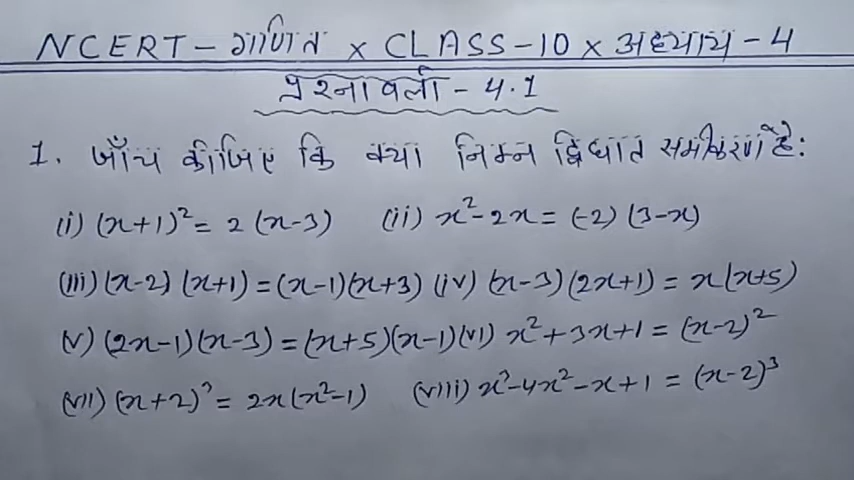 NCERT - गणित x CLASS - 10 x अध्याय - 4
प्रश्नावली - 4.1
1. जाँच कीजिए कि क्या निम्न द्विघात समीकरण है:
(i) (x+1)² = 2 (x-3) (ii) x² - 2x = (-2) (3-x)
(iii) (x-2) (x+1) = (x-1)(x+3) (iv) (x-3)(2x+1) = x(x+5)
(v) (2x-1)(x-3) = (x+5)(x-1) (vi) x² + 3x + 1 = (x-2)²
(vii) (x+2)³ = 2x(x²-1) (viii) x³ - 4x² - x + 1 = (x-2)³